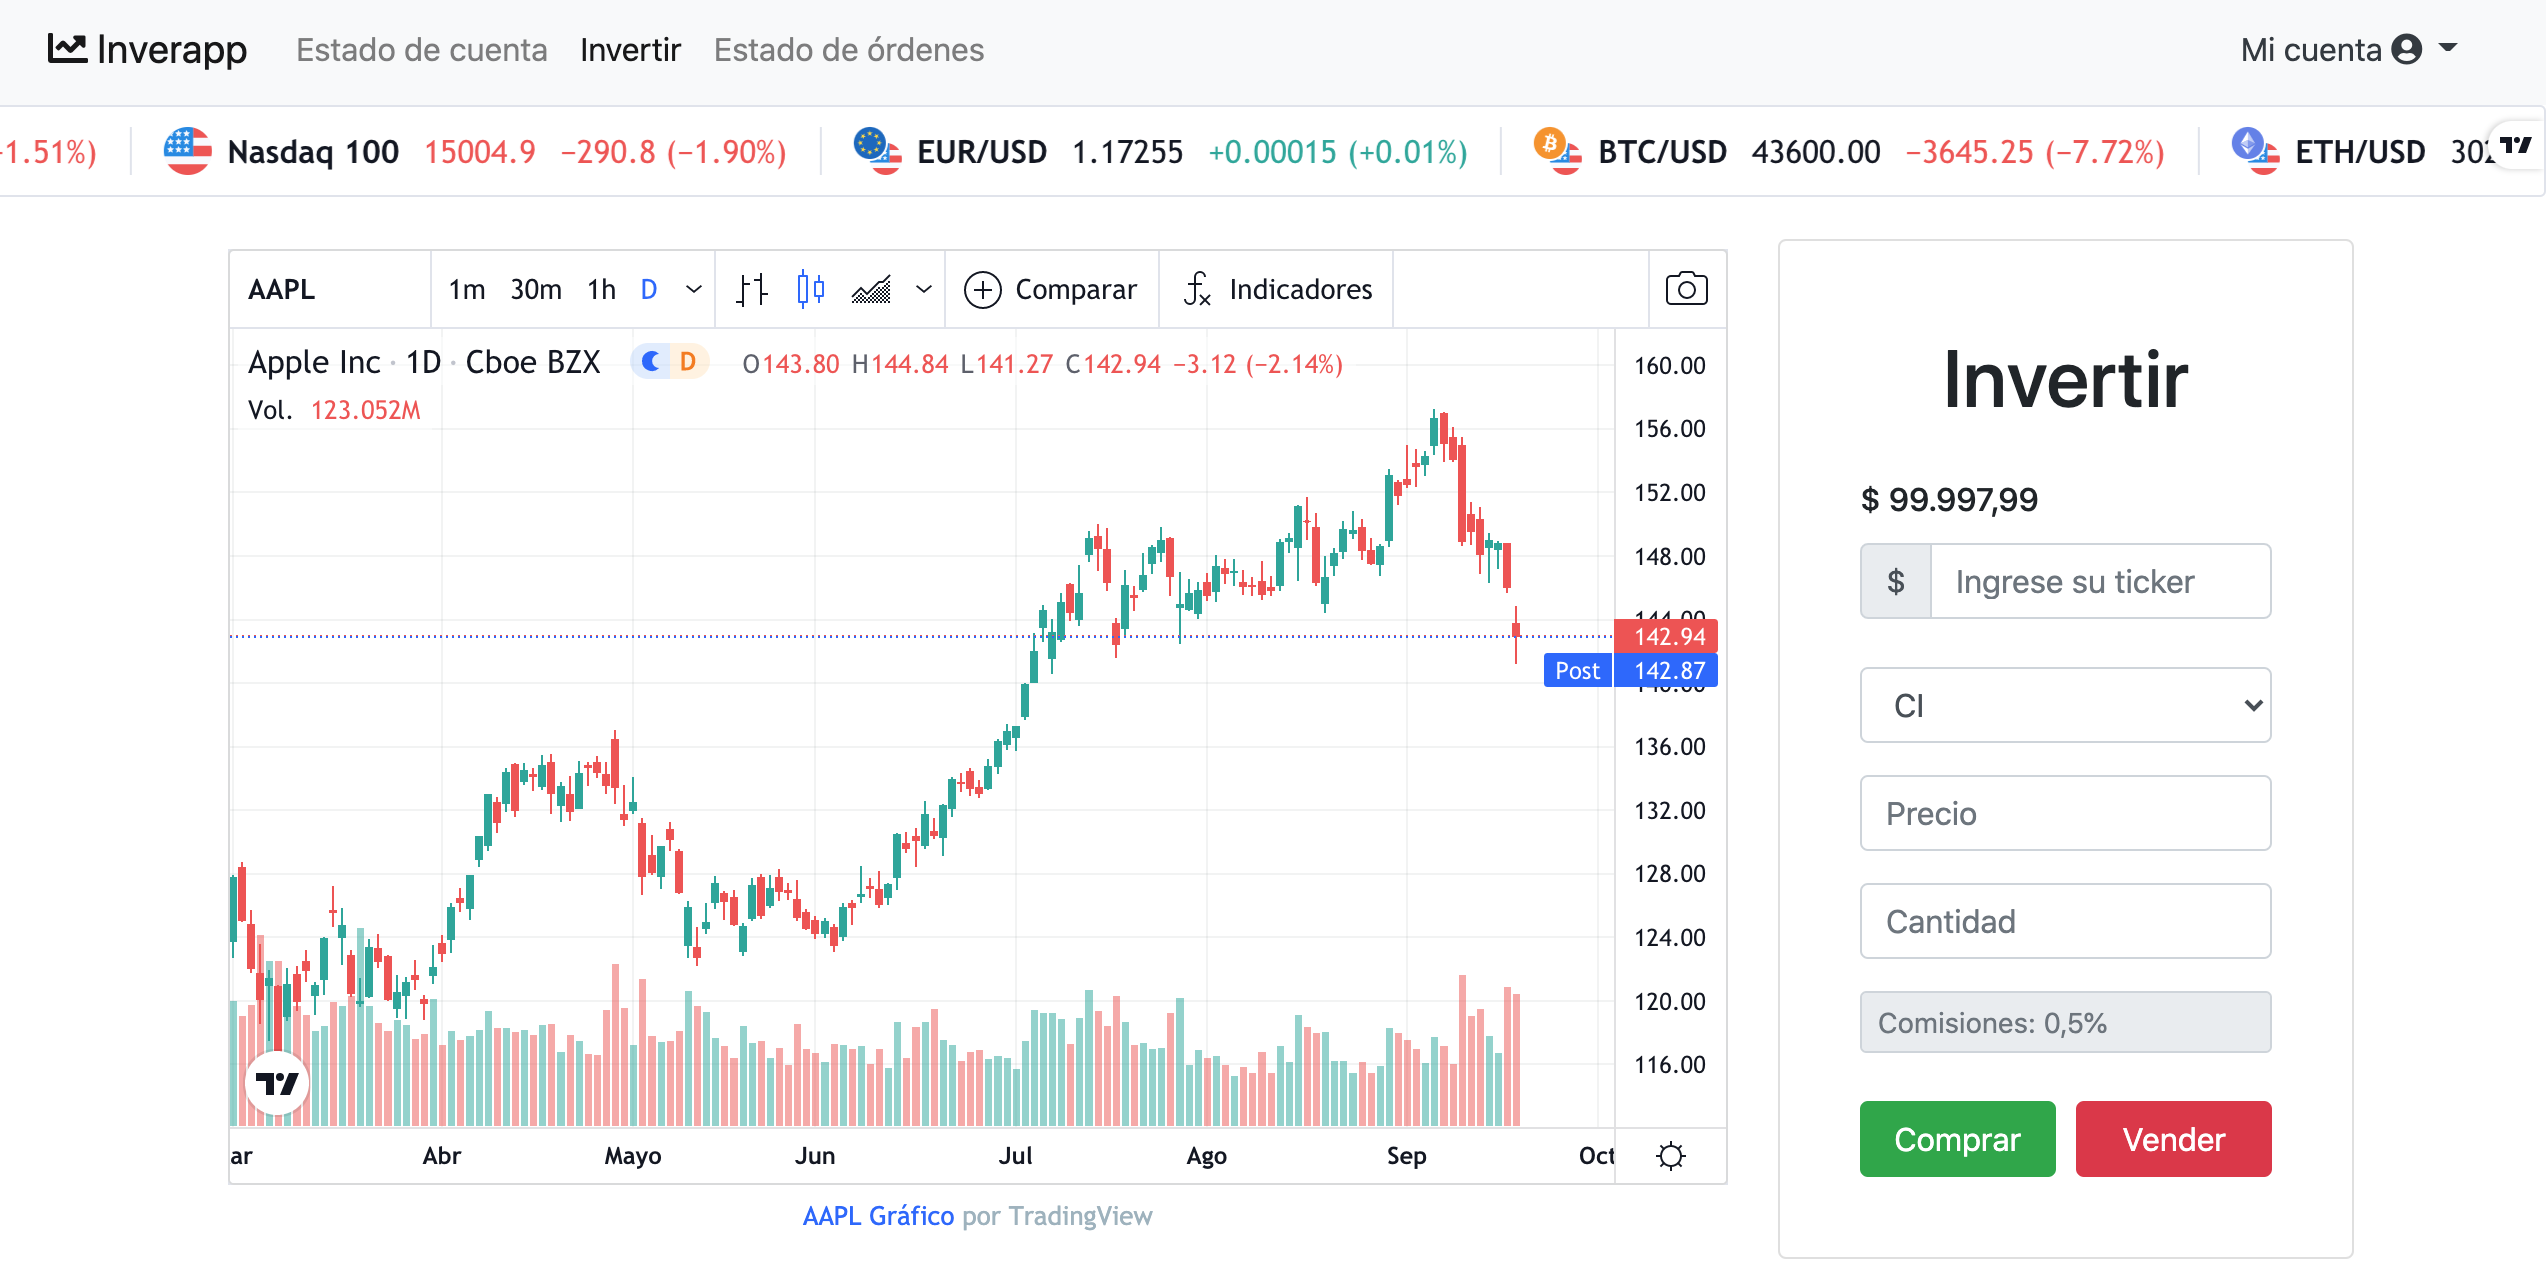 Inverapp Estado de cuenta Invertir Estado de órdenes Mi cuenta
-1.51%) Nasdaq 100 15004.9 −290.8 (−1.90%) EUR/USD 1.17255 +0.00015 (+0.01%) BTC/USD 43600.00 −3645.25 (−7.72%) ETH/USD 302
AAPL 1m 30m 1h D Comparar Indicadores
Apple Inc · 1D · Cboe BZX D O143.80 H144.84 L141.27 C142.94 −3.12 (−2.14%)
Vol. 123.052M
160.00
156.00
152.00
148.00
144.00
142.94
Post 142.87
140.00
136.00
132.00
128.00
124.00
120.00
116.00
ar Abr Mayo Jun Jul Ago Sep Oct
AAPL Gráfico por TradingView
Invertir
$ 99.997,99
$ Ingrese su ticker
CI
Precio
Cantidad
Comisiones: 0,5%
Comprar Vender